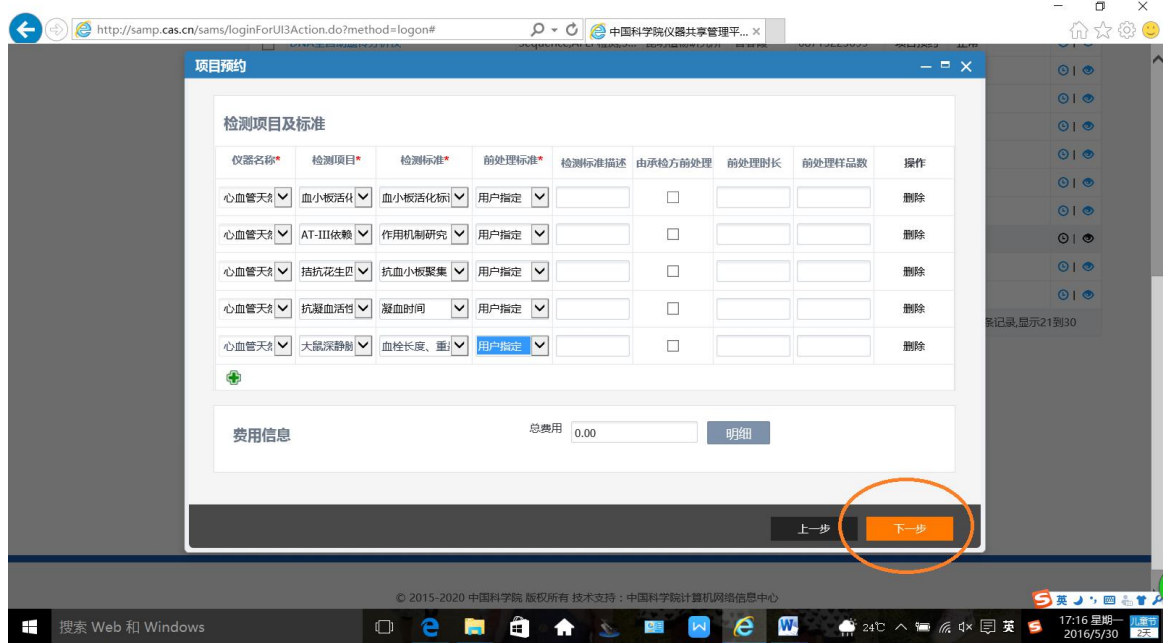 http://samp.cas.cn/sams/loginForUI3Action.do?method=logon#
中国科学院仪器共享管理平... ×
项目预约
检测项目及标准
仪器名称* 检测项目* 检测标准* 前处理标准* 检测标准描述 由承检方前处理 前处理时长 前处理样品数 操作
心血管天 血小板活化 血小板活化标 用户指定 删除
心血管天 AT-III依赖 作用机制研究 用户指定 删除
心血管天 拮抗花生四 抗血小板聚集 用户指定 删除
心血管天 抗凝血活性 凝血时间 用户指定 删除
心血管天 大鼠深静脉 血栓长度、重 用户指定 删除
条记录,显示21到30
费用信息 总费用 0.00 明细
上一步 下一步
© 2015-2020 中国科学院 版权所有 技术支持：中国科学院计算机网络信息中心
英
搜索 Web 和 Windows
24℃ 英 17:16 星期一 儿童节
2016/5/30 2天